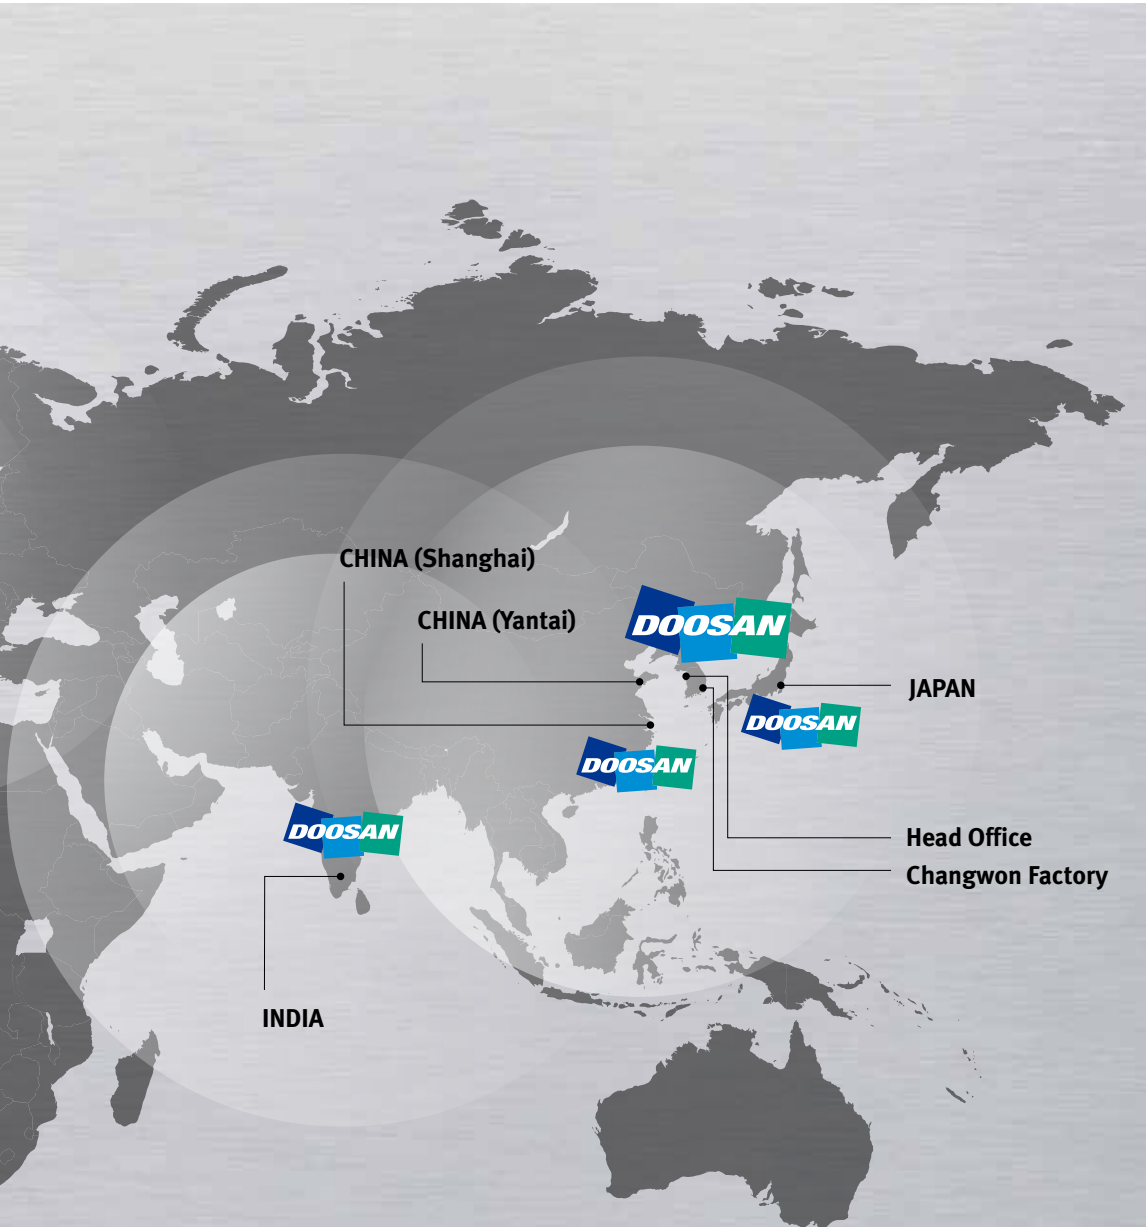 CHINA (Shanghai)
CHINA (Yantai)
DOOSAN
JAPAN
DOOSAN
DOOSAN
DOOSAN
Head Office
Changwon Factory
INDIA